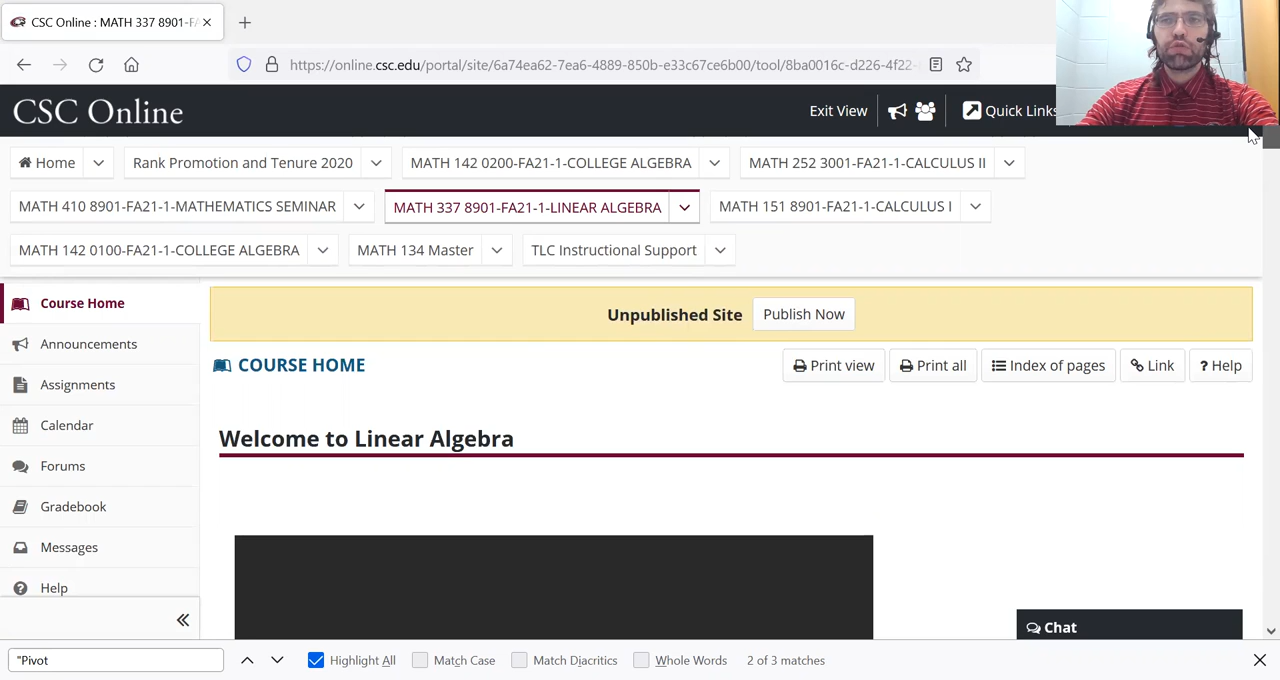 CSC Online : MATH 337 8901-FA
https://online.csc.edu/portal/site/6a74ea62-7ea6-4889-850b-e33c67ce6b00/tool/8ba0016c-d226-4f22-
CSC Online
Exit View
Quick Links
Home
Rank Promotion and Tenure 2020
MATH 142 0200-FA21-1-COLLEGE ALGEBRA
MATH 252 3001-FA21-1-CALCULUS II
MATH 410 8901-FA21-1-MATHEMATICS SEMINAR
MATH 337 8901-FA21-1-LINEAR ALGEBRA
MATH 151 8901-FA21-1-CALCULUS I
MATH 142 0100-FA21-1-COLLEGE ALGEBRA
MATH 134 Master
TLC Instructional Support
Course Home
Announcements
Assignments
Calendar
Forums
Gradebook
Messages
Help
Unpublished Site
Publish Now
COURSE HOME
Print view
Print all
Index of pages
Link
? Help
Welcome to Linear Algebra
Chat
"Pivot
Highlight All
Match Case
Match Diacritics
Whole Words
2 of 3 matches